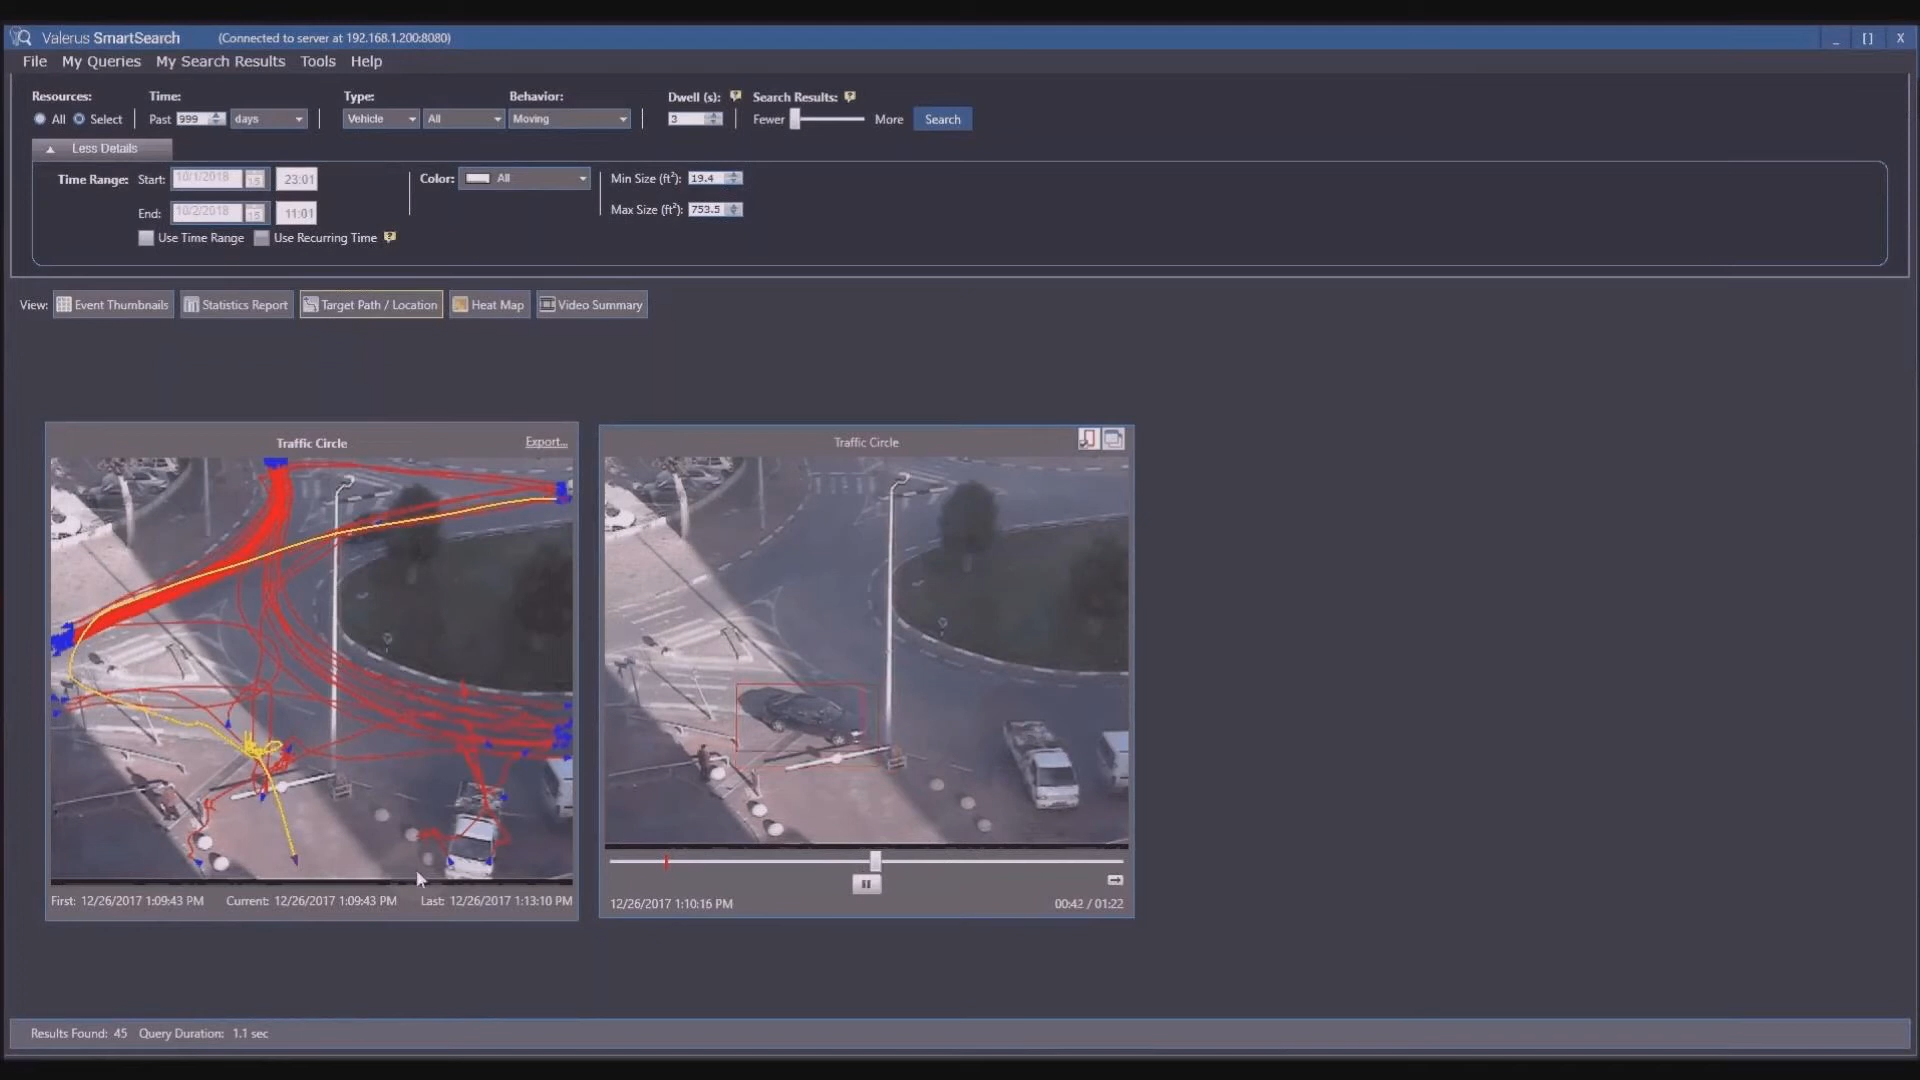 Valerus SmartSearch (Connected to server at 192.168.1.200:8080) _ [] X
File My Queries My Search Results Tools Help
Resources: Time: Type: Behavior: Dwell (s): ? Search Results: ?
All Select Past 999 days Vehicle All Moving 3 Fewer More Search
Less Details
Time Range: Start: 10/1/2018 15 23:01 Color: All Min Size (ft²): 19.4
End: 10/2/2018 15 11:01 Max Size (ft²): 753.5
Use Time Range Use Recurring Time ?
View: Event Thumbnails Statistics Report Target Path / Location Heat Map Video Summary
Traffic Circle Export...
First: 12/26/2017 1:09:43 PM Current: 12/26/2017 1:09:43 PM Last: 12/26/2017 1:13:10 PM
Traffic Circle
12/26/2017 1:10:16 PM 00:42 / 01:22
Results Found: 45 Query Duration: 1.1 sec